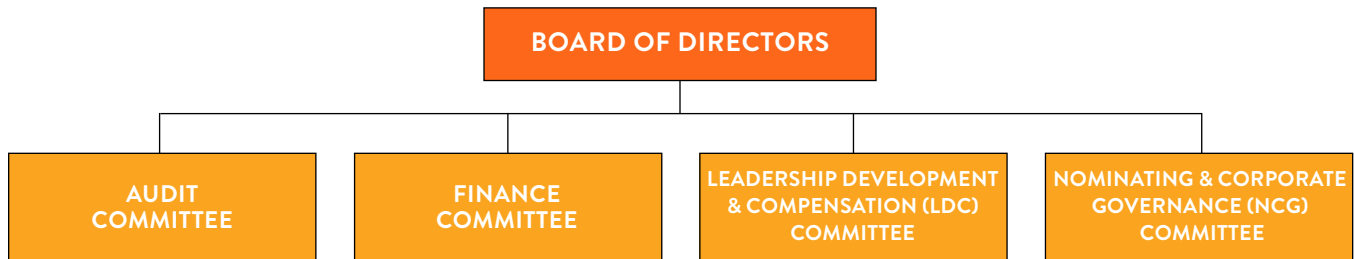 BOARD OF DIRECTORS
AUDIT
COMMITTEE
FINANCE
COMMITTEE
LEADERSHIP DEVELOPMENT
& COMPENSATION (LDC)
COMMITTEE
NOMINATING & CORPORATE
GOVERNANCE (NCG)
COMMITTEE